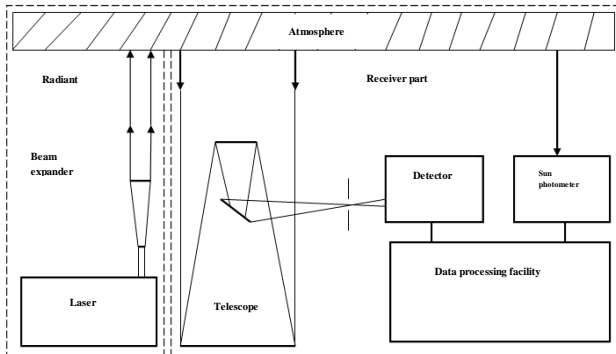 Atmosphere
Radiant
Receiver part
Beam
expander
Detector
Sun
photometer
Data processing facility
Laser
Telescope